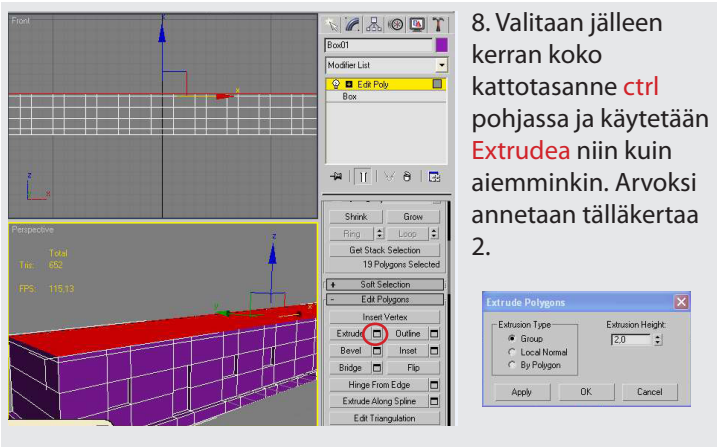 Front
z
x
z
x
Box01
Modifier List
Edit Poly
Box
Shrink Grow
Ring Loop
Get Stack Selection
19 Polygons Selected
+ Soft Selection
- Edit Polygons
Insert Vertex
Extrude Outline
Bevel Inset
Bridge Flip
Hinge From Edge
Extrude Along Spline
Edit Triangulation
Perspective
Total
Tris: 652
FPS: 115,13
z
y
x
8. Valitaan jälleen
kerran koko
kattotasanne ctrl
pohjassa ja käytetään
Extrudea niin kuin
aiemminkin. Arvoksi
annetaan tälläkertaa
2.
Extrude Polygons
Extrusion Type Extrusion Height:
Group 2,0
Local Normal
By Polygon
Apply OK Cancel